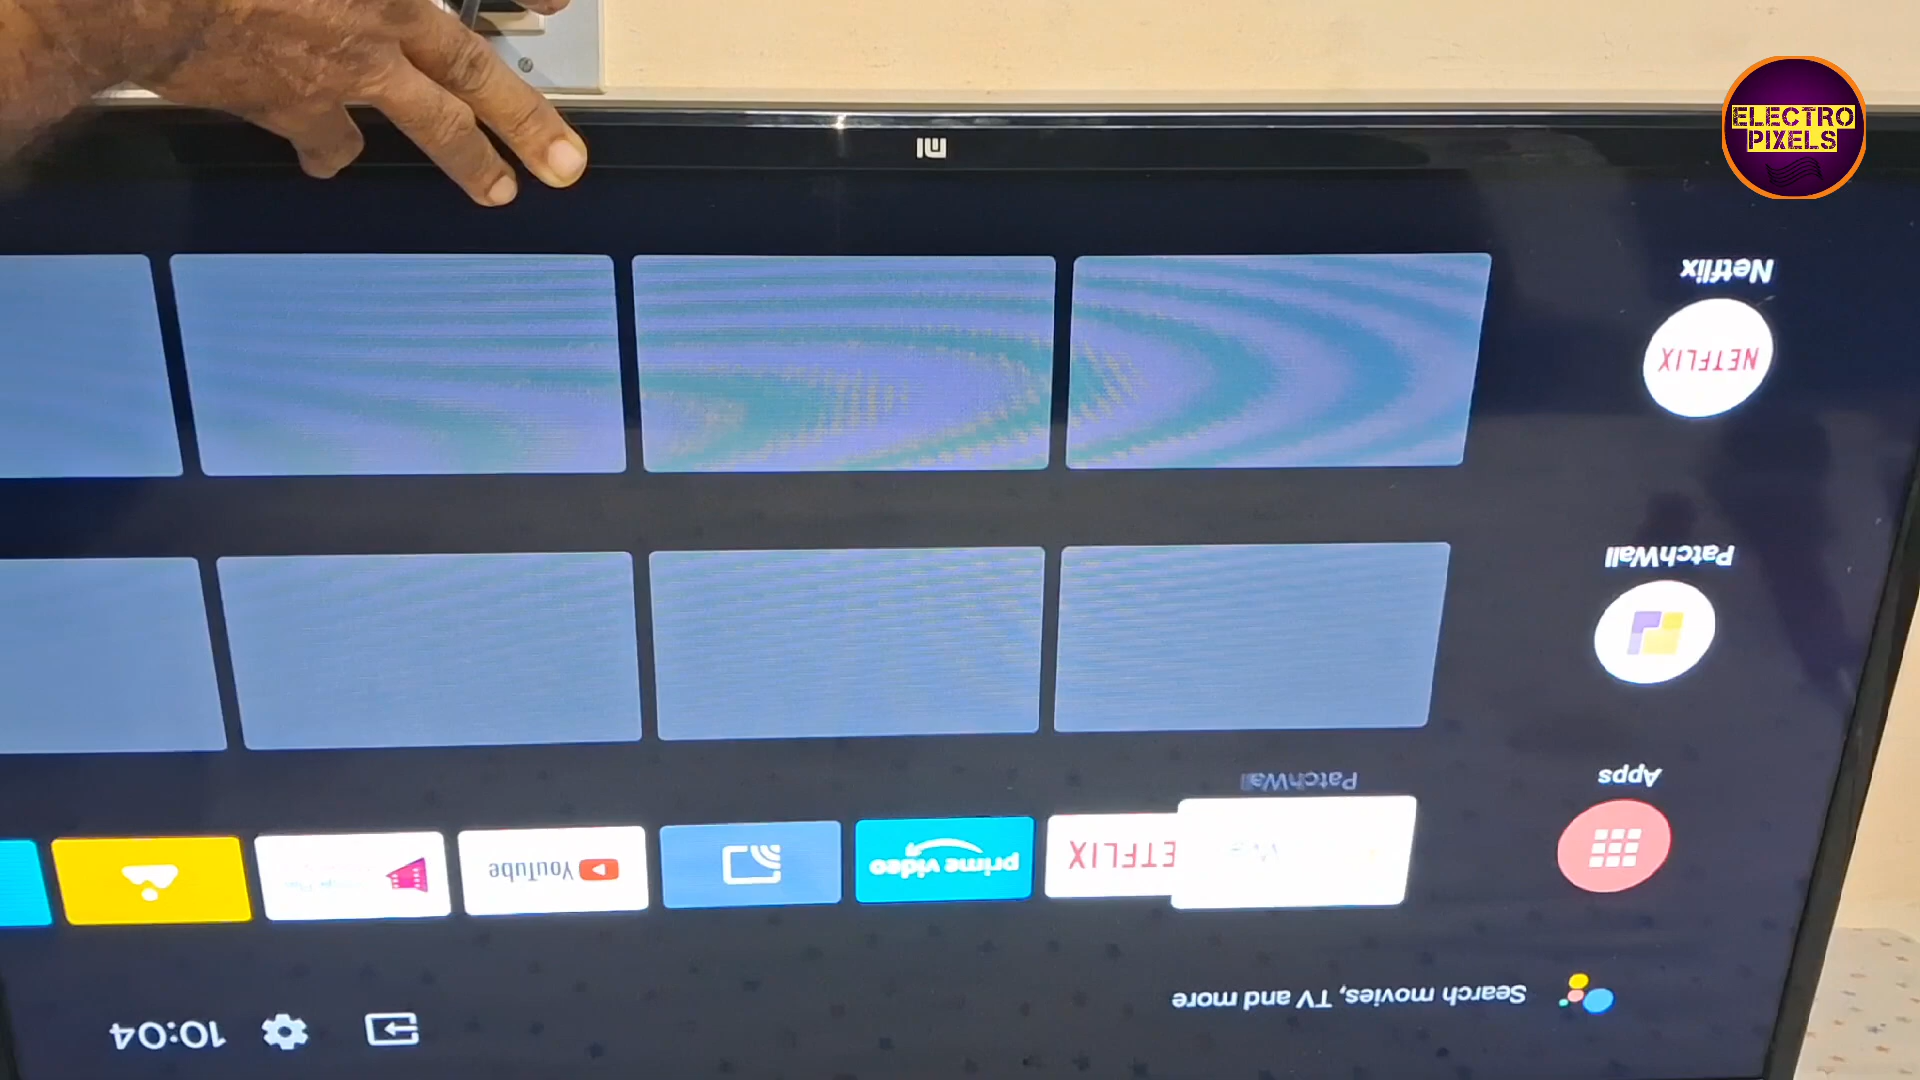 ELECTRO
PIXELS
mi
Search movies, TV and more
10:04
Apps
NETFLIX
prime video
YouTube
PatchWall
PatchWall
NETFLIX
Netflix